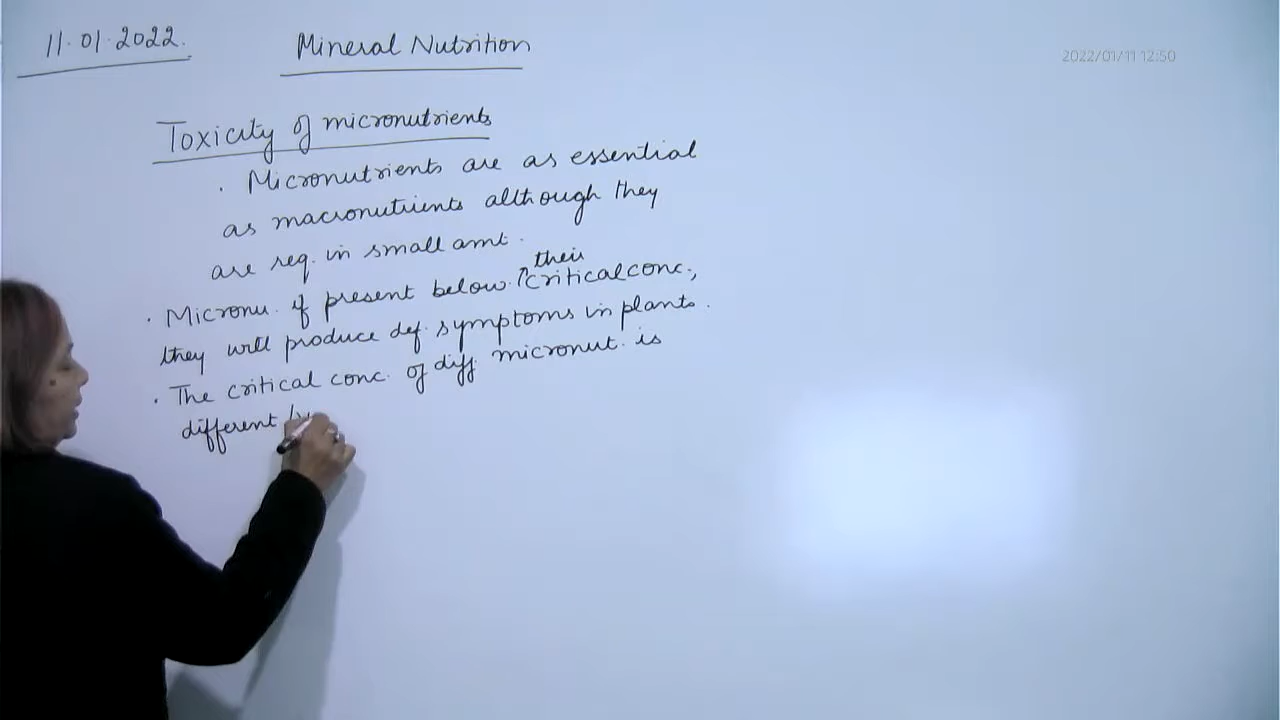 11.01.2022.
Mineral Nutrition
2022/01/11 12:50
Toxicity of micronutrients
. Micronutrients are as essential
as macronutrients although they
are req. in small amt.
their
. Micronu. if present below ↑critical conc.,
they will produce def. symptoms in plants.
. The critical conc. of diff. micronut. is
different